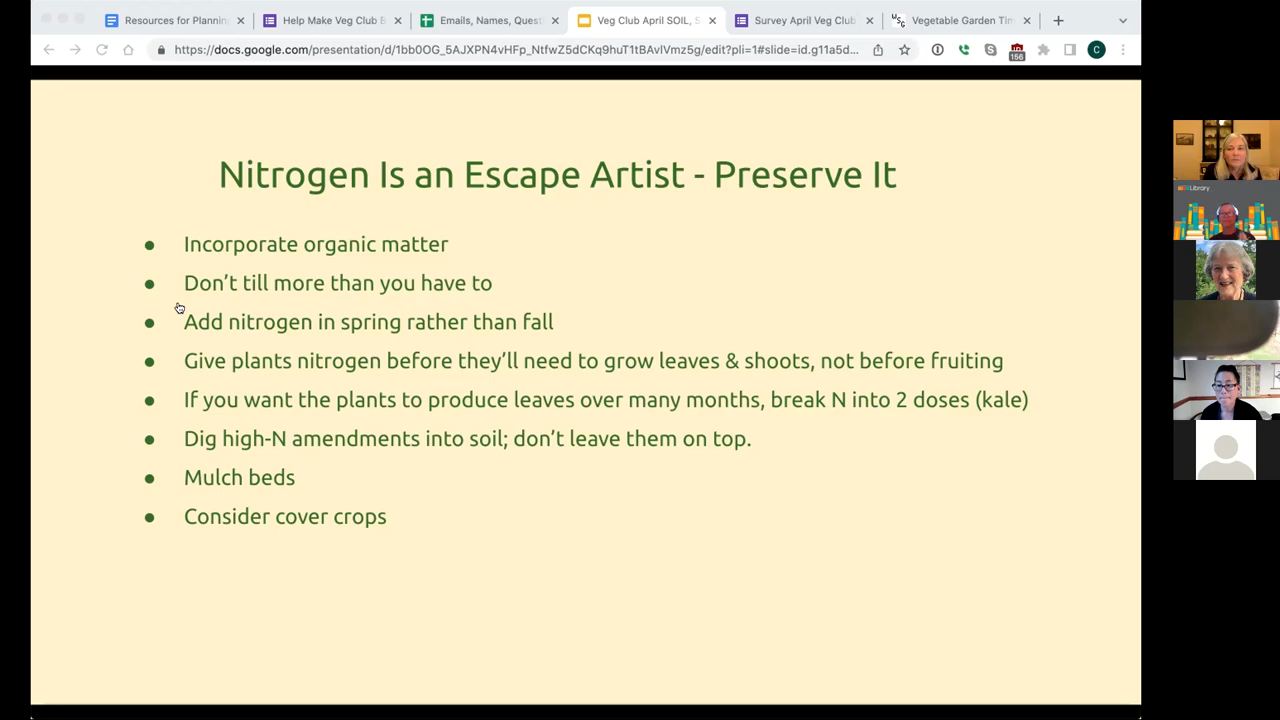 Resources for Planning
Help Make Veg Club B
Emails, Names, Quest
Veg Club April SOIL, S
Survey April Veg Club
Vegetable Garden Tim
https://docs.google.com/presentation/d/1bb0OG_5AJXPN4vHFp_NtfwZ5dCKq9huT1tBAvlVmz5g/edit?pli=1#slide=id.g11a5d...
156
C
Nitrogen Is an Escape Artist - Preserve It
● Incorporate organic matter
● Don't till more than you have to
● Add nitrogen in spring rather than fall
● Give plants nitrogen before they'll need to grow leaves & shoots, not before fruiting
● If you want the plants to produce leaves over many months, break N into 2 doses (kale)
● Dig high-N amendments into soil; don't leave them on top.
● Mulch beds
● Consider cover crops
Library